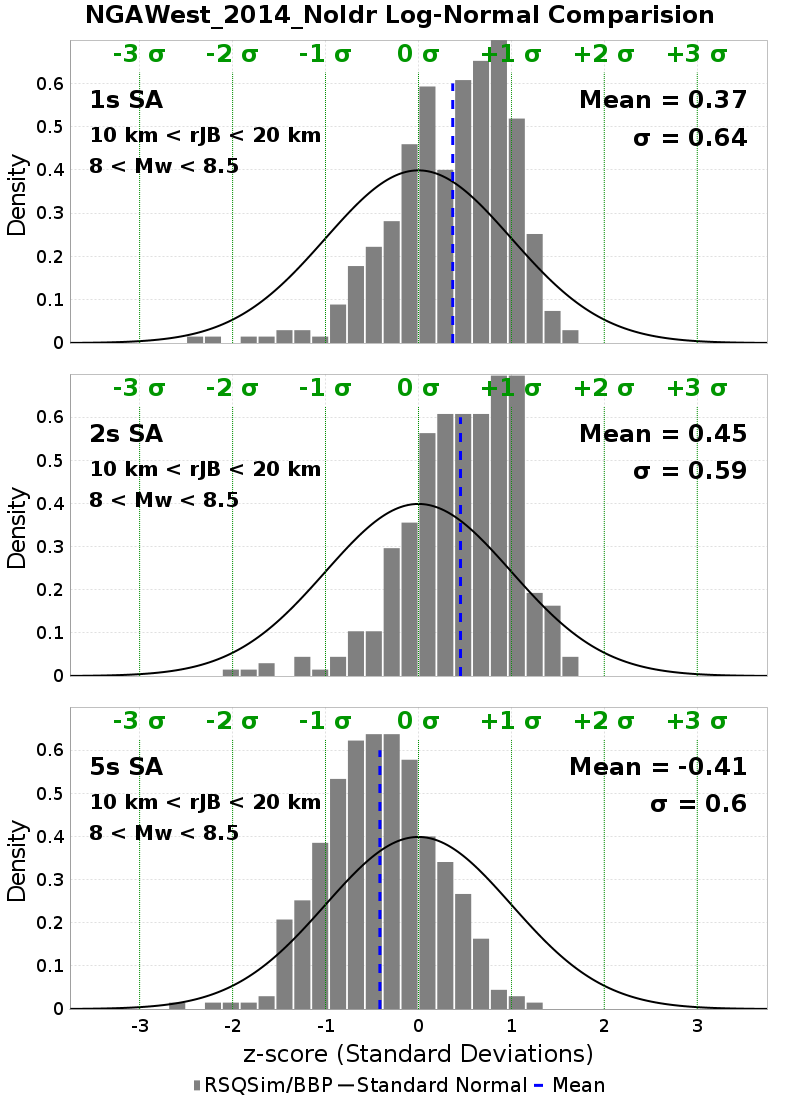 NGAWest_2014_NoIdr Log-Normal Comparision
-3 σ -2 σ -1 σ 0 σ +1 σ +2 σ +3 σ
0.6
1s SA Mean = 0.37
0.5
10 km < rJB < 20 km σ = 0.64
8 < Mw < 8.5
0.4
Density
0.3
0.2
0.1
0
-3 σ -2 σ -1 σ 0 σ +1 σ +2 σ +3 σ
0.6
2s SA Mean = 0.45
0.5
10 km < rJB < 20 km σ = 0.59
8 < Mw < 8.5
0.4
Density
0.3
0.2
0.1
0
-3 σ -2 σ -1 σ 0 σ +1 σ +2 σ +3 σ
0.6
5s SA Mean = -0.41
0.5
10 km < rJB < 20 km σ = 0.6
8 < Mw < 8.5
0.4
Density
0.3
0.2
0.1
0
-3 -2 -1 0 1 2 3
z-score (Standard Deviations)
RSQSim/BBP Standard Normal Mean